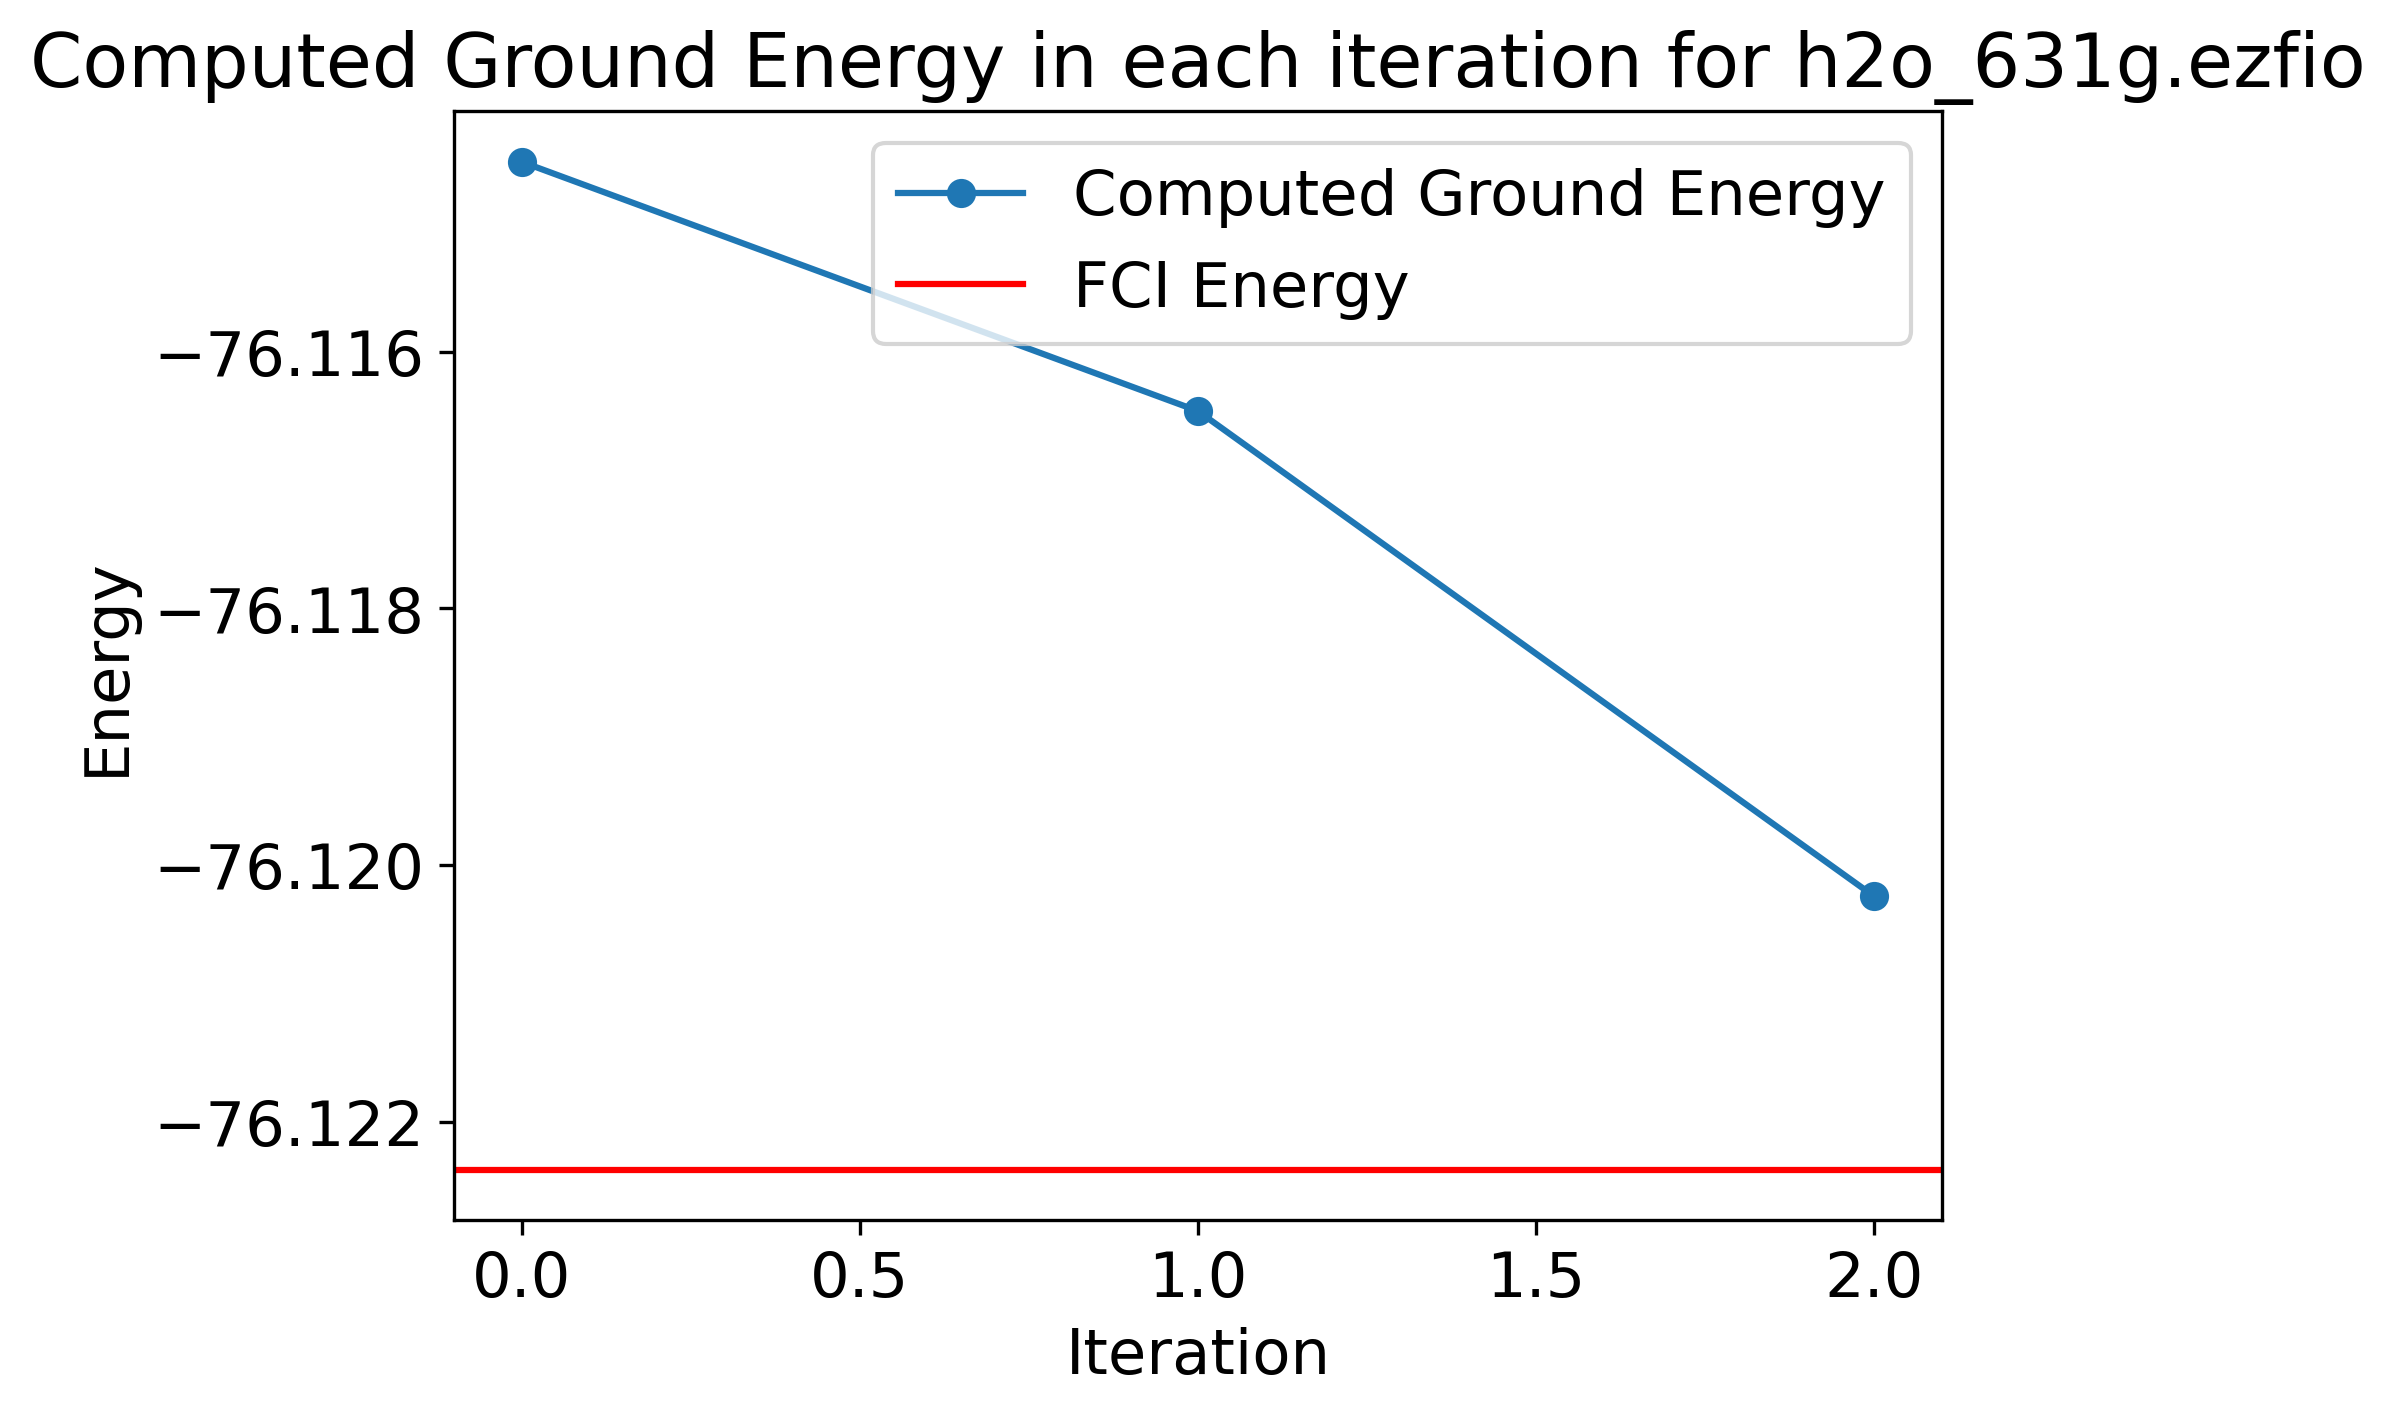 Computed Ground Energy in each iteration for h2o_631g.ezfio
Computed Ground Energy
FCI Energy
−76.116
−76.118
−76.120
−76.122
Energy
0.0
0.5
1.0
1.5
2.0
Iteration